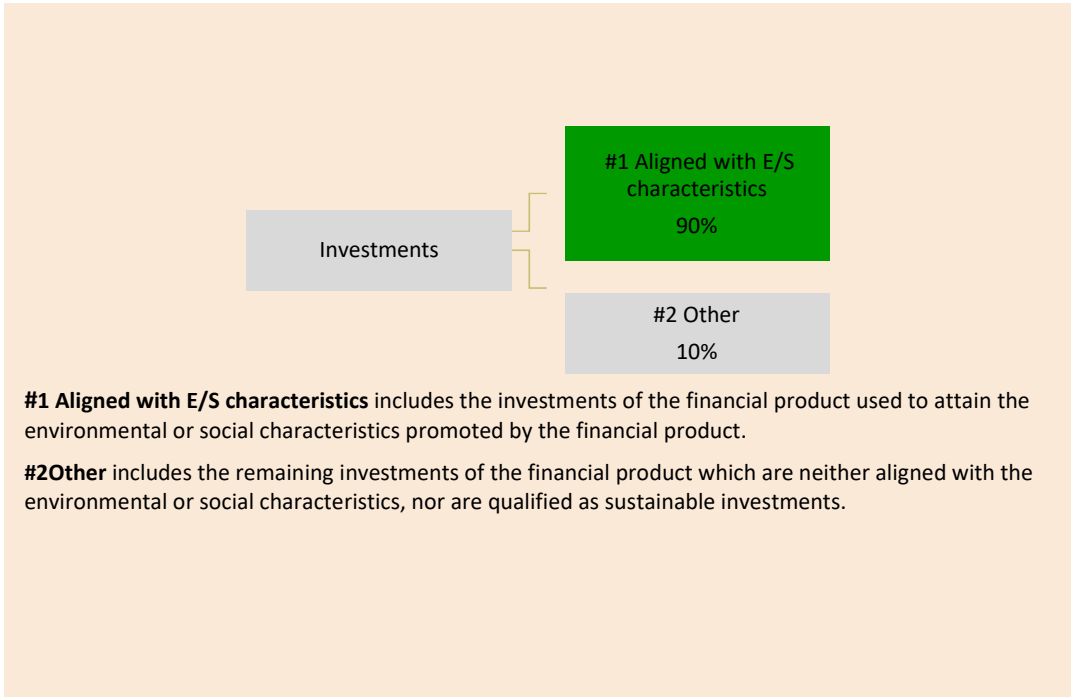 #1 Aligned with E/S
characteristics
90%
Investments
#2 Other
10%
#1 Aligned with E/S characteristics includes the investments of the financial product used to attain the
environmental or social characteristics promoted by the financial product.
#2Other includes the remaining investments of the financial product which are neither aligned with the
environmental or social characteristics, nor are qualified as sustainable investments.